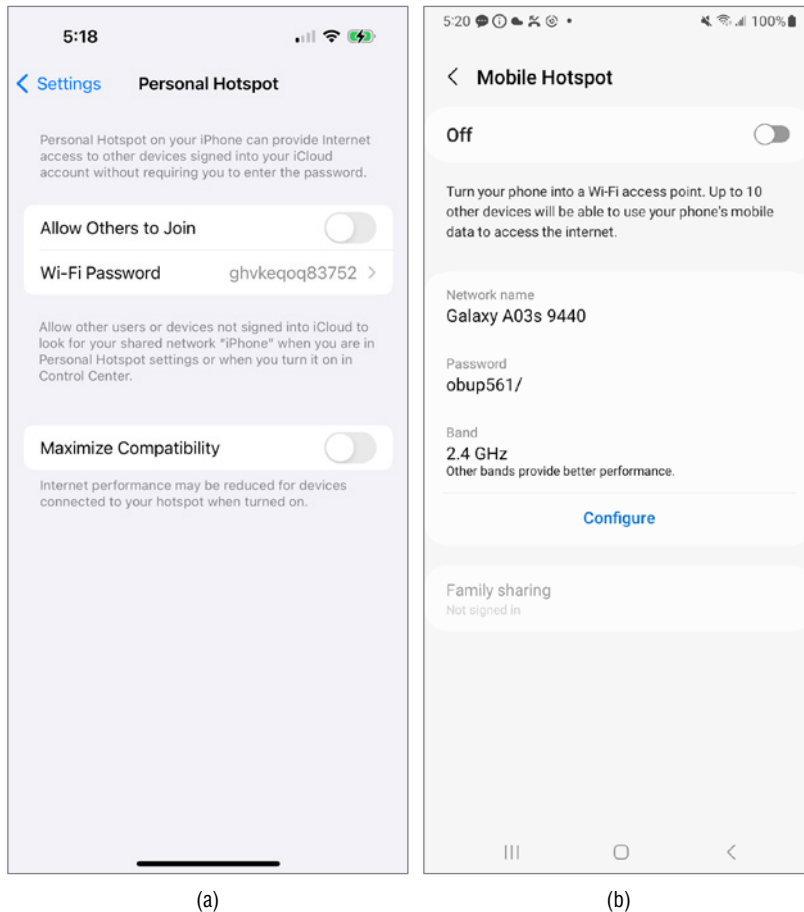 5:18
Settings
Personal Hotspot
Personal Hotspot on your iPhone can provide Internet
access to other devices signed into your iCloud
account without requiring you to enter the password.
Allow Others to Join
Wi-Fi Password ghvkeqoq83752
Allow other users or devices not signed into iCloud to
look for your shared network “iPhone” when you are in
Personal Hotspot settings or when you turn it on in
Control Center.
Maximize Compatibility
Internet performance may be reduced for devices
connected to your hotspot when turned on.
(a)
5:20
100%
Mobile Hotspot
Off
Turn your phone into a Wi-Fi access point. Up to 10
other devices will be able to use your phone's mobile
data to access the internet.
Network name
Galaxy A03s 9440
Password
obup561/
Band
2.4 GHz
Other bands provide better performance.
Configure
Family sharing
Not signed in
(b)